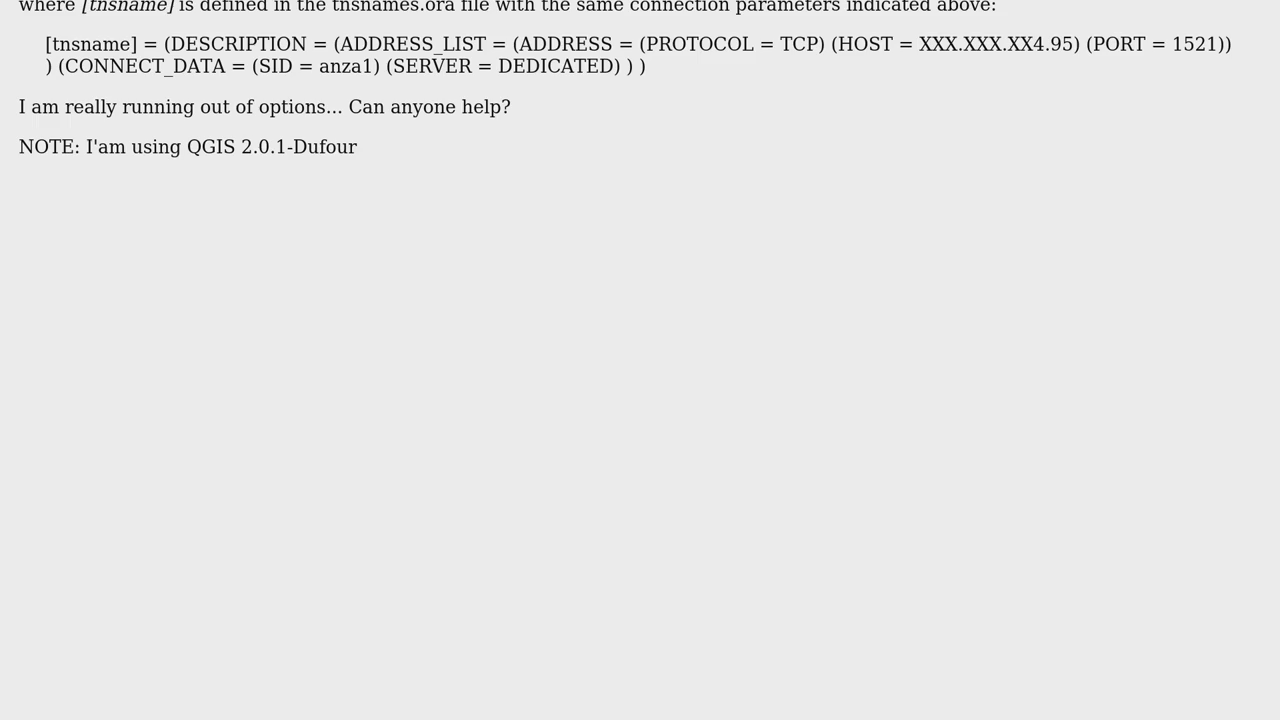 where [tnsname] is defined in the tnsnames.ora file with the same connection parameters indicated above:
[tnsname] = (DESCRIPTION = (ADDRESS_LIST = (ADDRESS = (PROTOCOL = TCP) (HOST = XXX.XXX.XX4.95) (PORT = 1521))
) (CONNECT_DATA = (SID = anza1) (SERVER = DEDICATED) ) )
I am really running out of options... Can anyone help?
NOTE: I'am using QGIS 2.0.1-Dufour